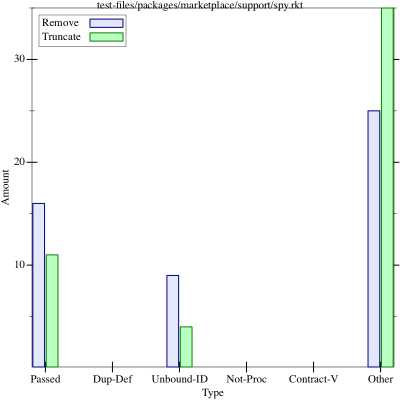 test-files/packages/marketplace/support/spy.rkt
Remove
Truncate
30
20
10
Amount
Passed Dup-Def Unbound-ID Not-Proc Contract-V Other
Type